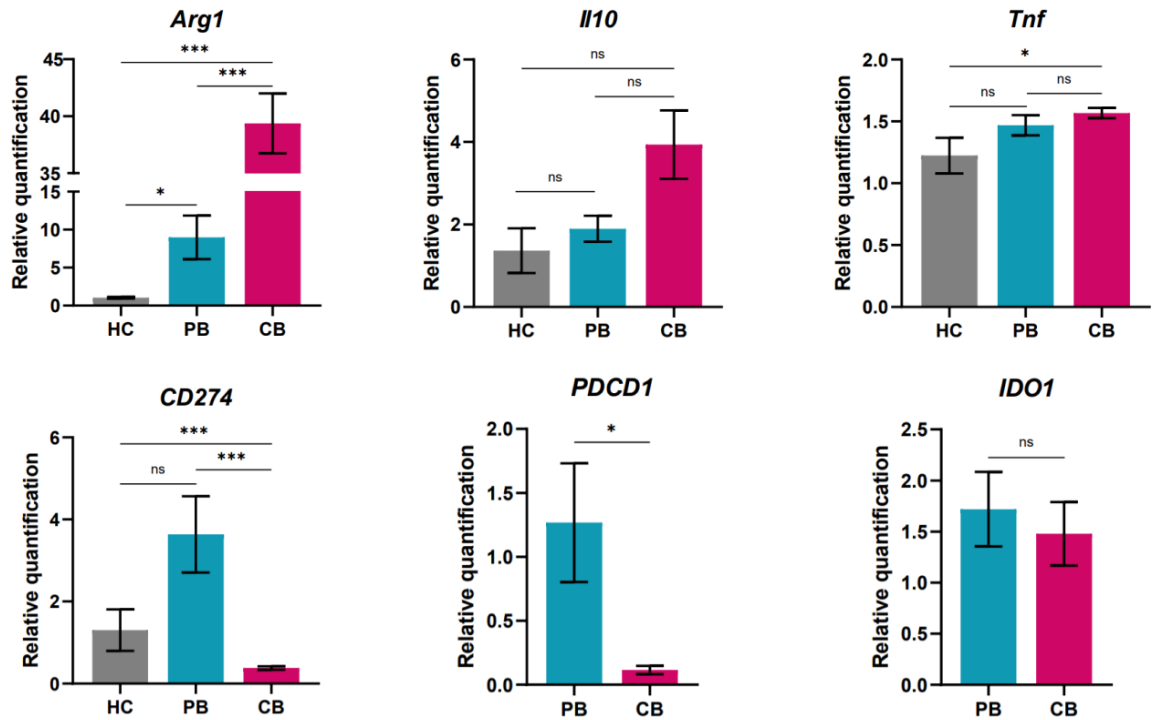 Arg1
Relative quantification
45
40
35
15
10
5
0
***
***
*
HC PB CB
Il10
Relative quantification
6
4
2
0
ns
ns
ns
HC PB CB
Tnf
Relative quantification
2.0
1.5
1.0
0.5
0.0
*
ns
ns
HC PB CB
CD274
Relative quantification
6
4
2
0
***
ns
***
HC PB CB
PDCD1
Relative quantification
2.0
1.5
1.0
0.5
0.0
*
PB CB
IDO1
Relative quantification
2.5
2.0
1.5
1.0
0.5
0.0
ns
PB CB